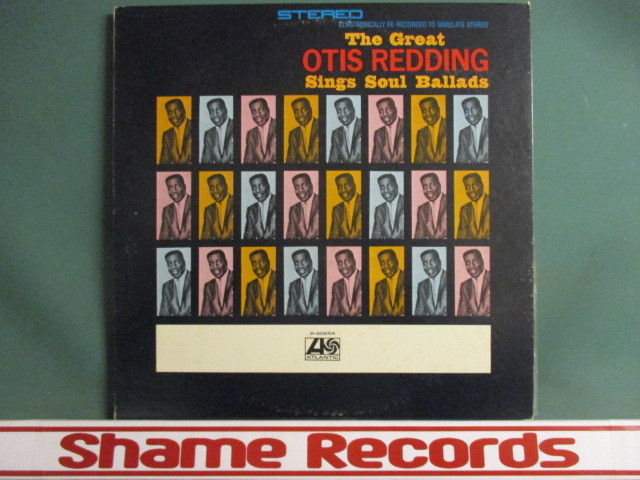 STEREO
ELECTRONICALLY RE-RECORDED TO SIMULATE STEREO
The Great
OTIS REDDING
Sings Soul Ballads
ATLANTIC
Shame Records